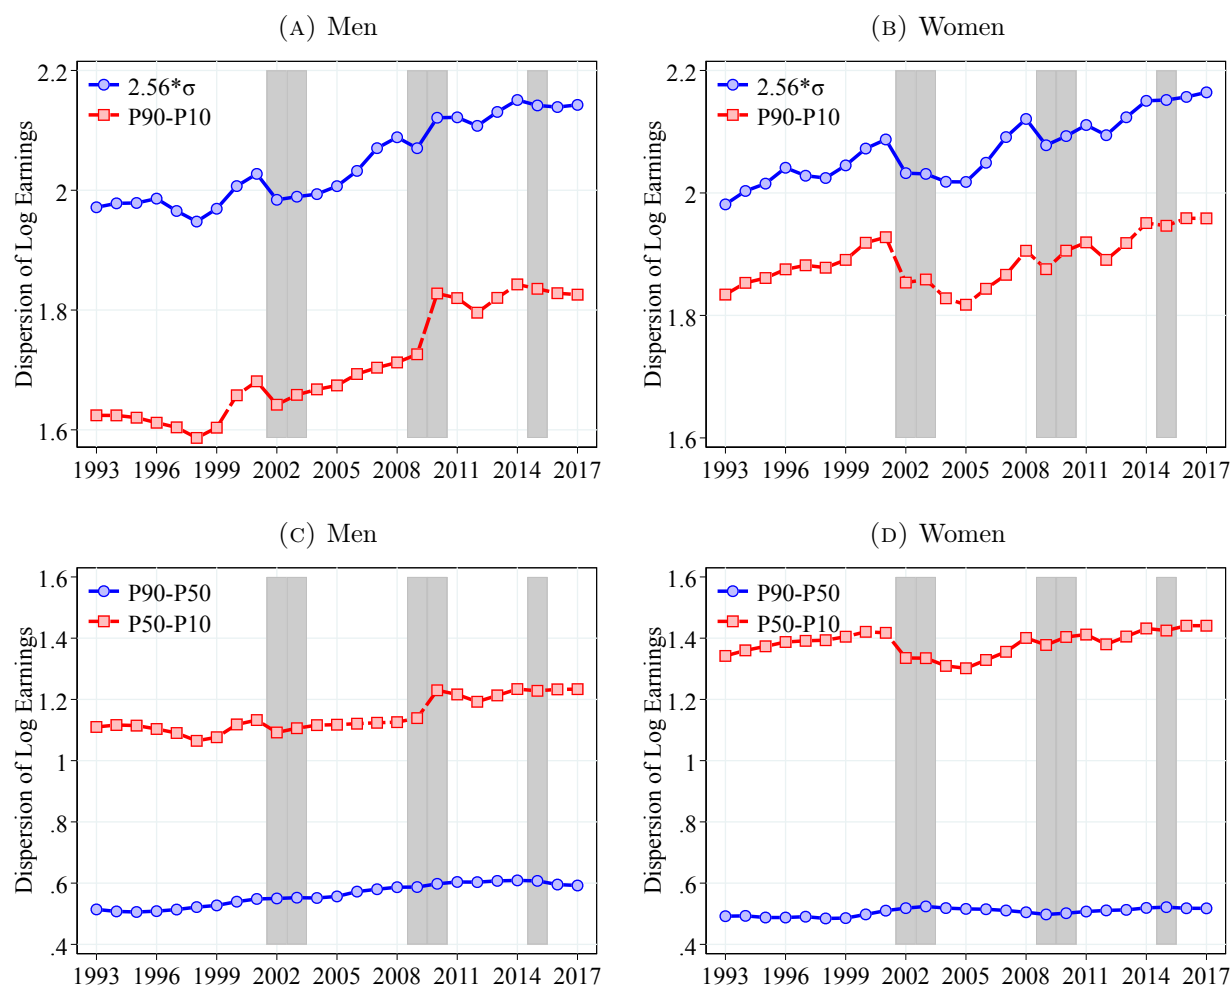 (A) Men
2.2
2
1.8
1.6
Dispersion of Log Earnings
2.56*σ
P90-P10
1993 1996 1999 2002 2005 2008 2011 2014 2017
(B) Women
2.2
2
1.8
1.6
Dispersion of Log Earnings
2.56*σ
P90-P10
1993 1996 1999 2002 2005 2008 2011 2014 2017
(C) Men
1.6
1.4
1.2
1
.8
.6
.4
Dispersion of Log Earnings
P90-P50
P50-P10
1993 1996 1999 2002 2005 2008 2011 2014 2017
(D) Women
1.6
1.4
1.2
1
.8
.6
.4
Dispersion of Log Earnings
P90-P50
P50-P10
1993 1996 1999 2002 2005 2008 2011 2014 2017